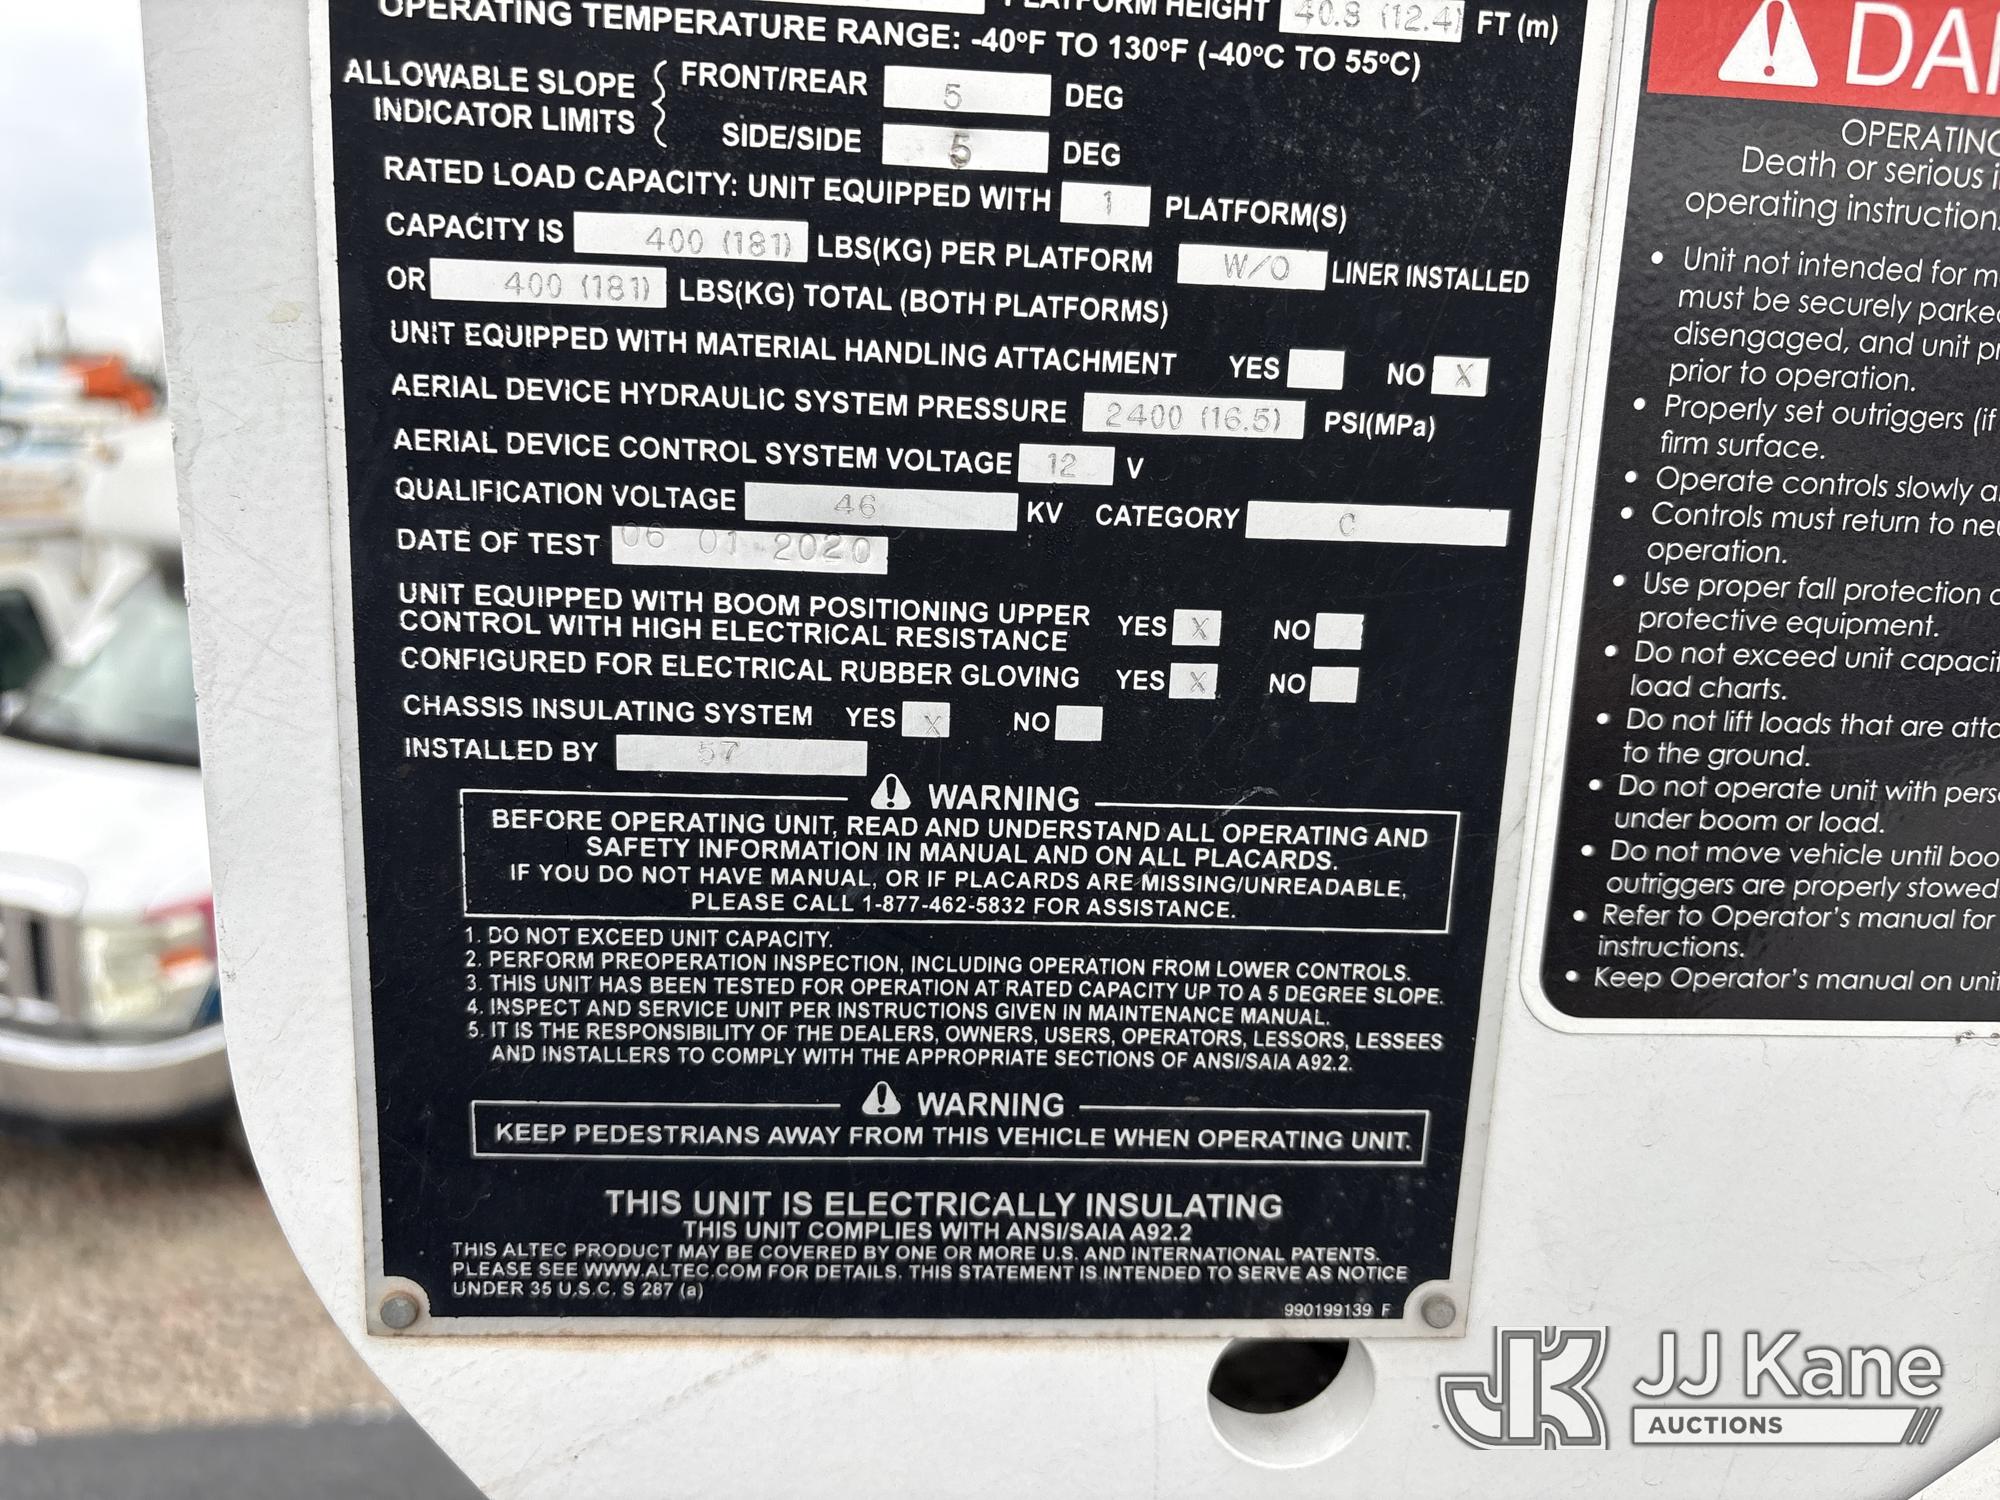 PLATFORM HEIGHT 40.8 (12.4) FT (m)
OPERATING TEMPERATURE RANGE: -40°F TO 130°F (-40°C TO 55°C)
ALLOWABLE SLOPE INDICATOR LIMITS { FRONT/REAR 5 DEG
SIDE/SIDE 5 DEG
RATED LOAD CAPACITY: UNIT EQUIPPED WITH 1 PLATFORM(S)
CAPACITY IS 400 (181) LBS(KG) PER PLATFORM W/O LINER INSTALLED
OR 400 (181) LBS(KG) TOTAL (BOTH PLATFORMS)
UNIT EQUIPPED WITH MATERIAL HANDLING ATTACHMENT YES NO X
AERIAL DEVICE HYDRAULIC SYSTEM PRESSURE 2400 (16.5) PSI(MPa)
AERIAL DEVICE CONTROL SYSTEM VOLTAGE 12 V
QUALIFICATION VOLTAGE 46 KV CATEGORY C
DATE OF TEST 06 01 2020
UNIT EQUIPPED WITH BOOM POSITIONING UPPER
CONTROL WITH HIGH ELECTRICAL RESISTANCE YES X NO
CONFIGURED FOR ELECTRICAL RUBBER GLOVING YES X NO
CHASSIS INSULATING SYSTEM YES X NO
INSTALLED BY 57
WARNING
BEFORE OPERATING UNIT, READ AND UNDERSTAND ALL OPERATING AND
SAFETY INFORMATION IN MANUAL AND ON ALL PLACARDS.
IF YOU DO NOT HAVE MANUAL, OR IF PLACARDS ARE MISSING/UNREADABLE,
PLEASE CALL 1-877-462-5832 FOR ASSISTANCE.
1. DO NOT EXCEED UNIT CAPACITY.
2. PERFORM PREOPERATION INSPECTION, INCLUDING OPERATION FROM LOWER CONTROLS.
3. THIS UNIT HAS BEEN TESTED FOR OPERATION AT RATED CAPACITY UP TO A 5 DEGREE SLOPE.
4. INSPECT AND SERVICE UNIT PER INSTRUCTIONS GIVEN IN MAINTENANCE MANUAL.
5. IT IS THE RESPONSIBILITY OF THE DEALERS, OWNERS, USERS, OPERATORS, LESSORS, LESSEES
AND INSTALLERS TO COMPLY WITH THE APPROPRIATE SECTIONS OF ANSI/SAIA A92.2.
WARNING
KEEP PEDESTRIANS AWAY FROM THIS VEHICLE WHEN OPERATING UNIT.
THIS UNIT IS ELECTRICALLY INSULATING
THIS UNIT COMPLIES WITH ANSI/SAIA A92.2
THIS ALTEC PRODUCT MAY BE COVERED BY ONE OR MORE U.S. AND INTERNATIONAL PATENTS.
PLEASE SEE WWW.ALTEC.COM FOR DETAILS. THIS STATEMENT IS INTENDED TO SERVE AS NOTICE
UNDER 35 U.S.C. S 287 (a)
990199139 F
DA
OPERATING
Death or serious
operating instruction
• Unit not intended for
must be securely parke
disengaged, and unit
prior to operation.
• Properly set outriggers (if
firm surface.
• Operate controls slowly
• Controls must return to
operation.
• Use proper fall protection
protective equipment.
• Do not exceed unit
load charts.
• Do not lift loads that are
to the ground.
• Do not operate unit with
under boom or load.
• Do not move vehicle until
outriggers are properly stowed
• Refer to Operator's manual for
instructions.
• Keep Operator's manual on unit
JK JJ Kane
AUCTIONS